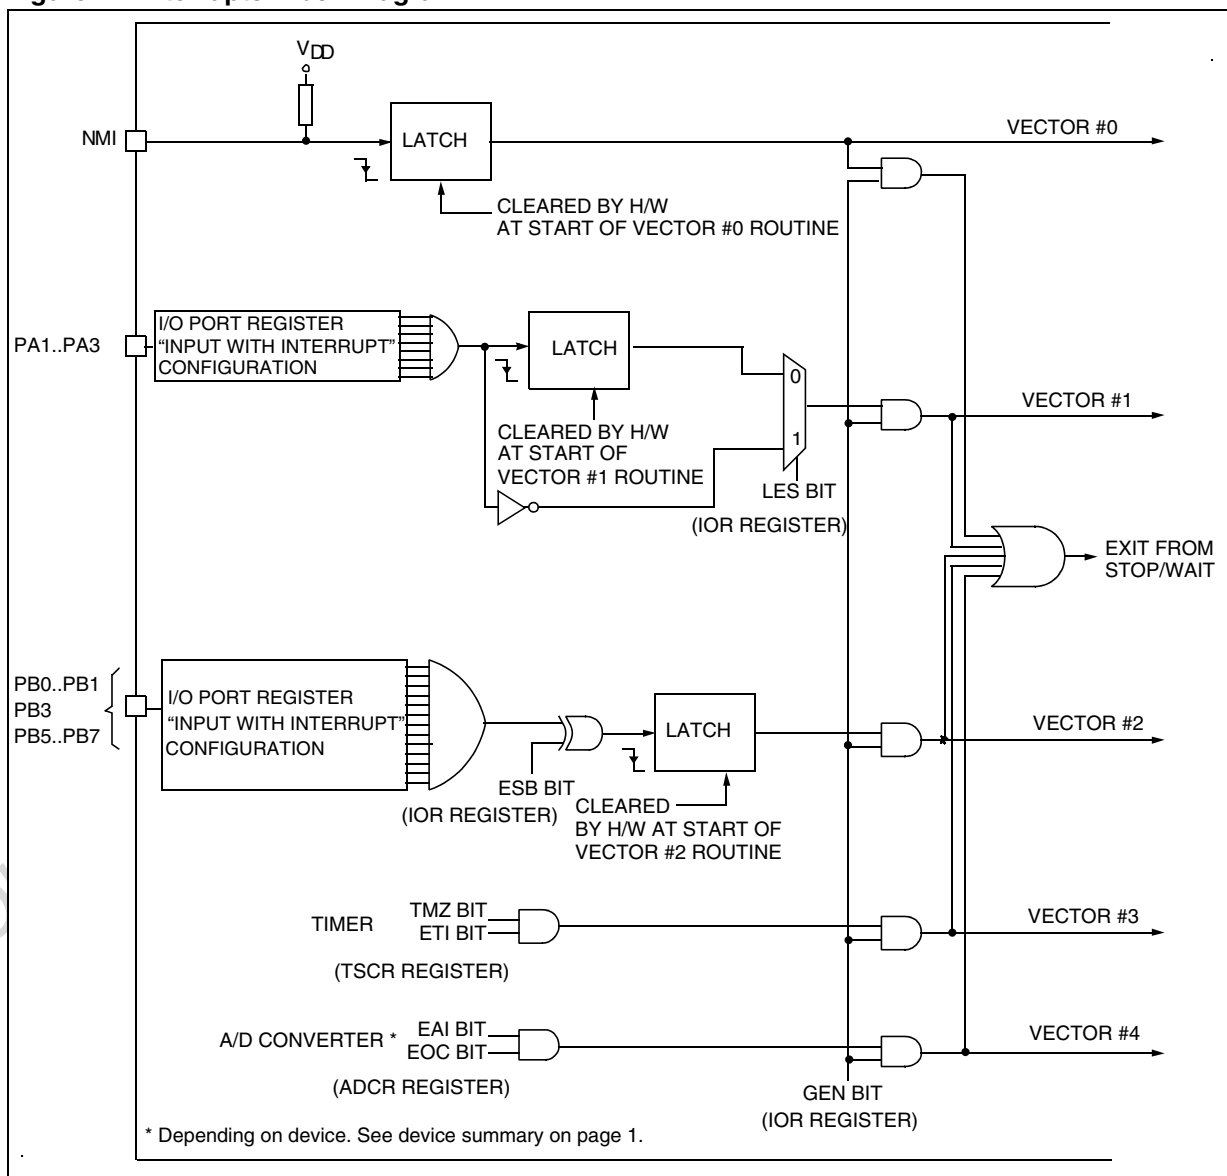 VDD
NMI
LATCH
VECTOR #0
CLEARED BY H/W
AT START OF VECTOR #0 ROUTINE
PA1..PA3
I/O PORT REGISTER
“INPUT WITH INTERRUPT”
CONFIGURATION
LATCH
0
1
VECTOR #1
CLEARED BY H/W
AT START OF
VECTOR #1 ROUTINE
LES BIT
(IOR REGISTER)
EXIT FROM
STOP/WAIT
PB0..PB1
PB3
PB5..PB7
I/O PORT REGISTER
“INPUT WITH INTERRUPT”
CONFIGURATION
LATCH
VECTOR #2
ESB BIT
(IOR REGISTER)
CLEARED
BY H/W AT START OF
VECTOR #2 ROUTINE
TIMER
TMZ BIT
ETI BIT
(TSCR REGISTER)
VECTOR #3
A/D CONVERTER *
EAI BIT
EOC BIT
(ADCR REGISTER)
VECTOR #4
GEN BIT
(IOR REGISTER)
* Depending on device. See device summary on page 1.